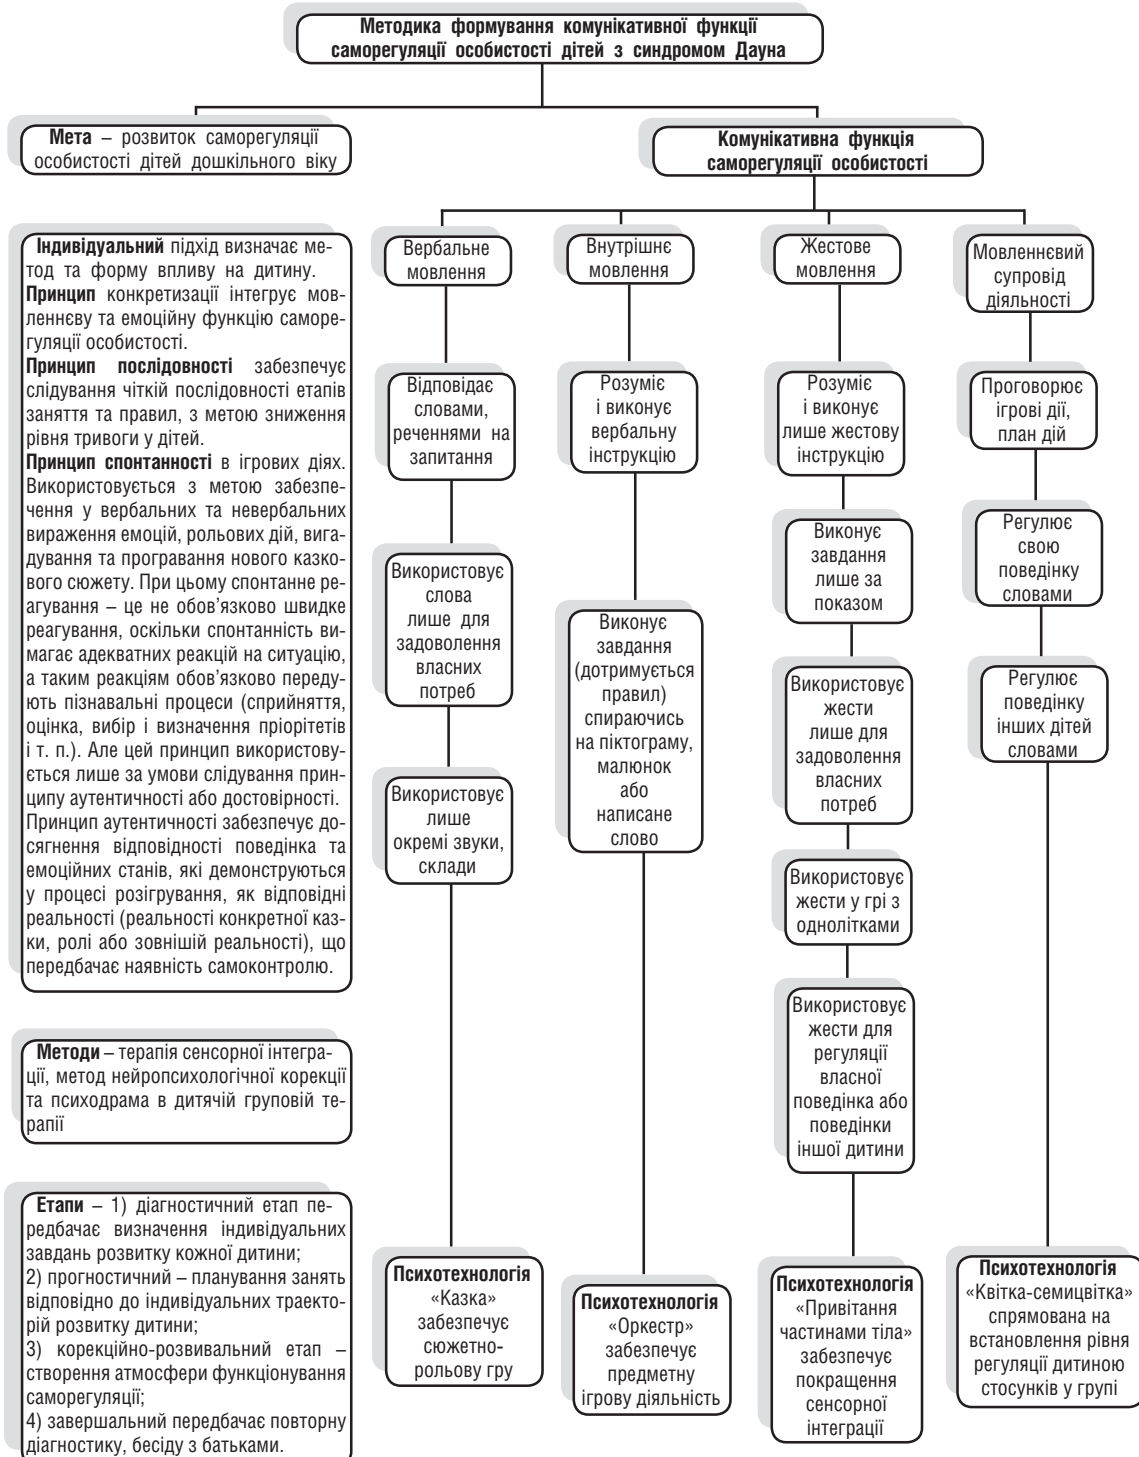 Методика формування комунікативної функції
саморегуляції особистості дітей з синдромом Дауна
Мета – розвиток саморегуляції
особистості дітей дошкільного віку
Комунікативна функція
саморегуляції особистості
Індивідуальний підхід визначає ме-
тод та форму впливу на дитину.
Принцип конкретизації інтегрує мов-
леннєву та емоційну функцію саморе-
гуляції особистості.
Принцип послідовності забезпечує
слідування чіткій послідовності етапів
заняття та правил, з метою зниження
рівня тривоги у дітей.
Принцип спонтанності в ігрових діях.
Використовується з метою забезпе-
чення у вербальних та невербальних
вираження емоцій, рольових дій, вига-
дування та програвання нового казко-
вого сюжету. При цьому спонтанне ре-
агування – це не обов’язково швидке
реагування, оскільки спонтанність ви-
магає адекватних реакцій на ситуацію,
а таким реакціям обов’язково переду-
ють пізнавальні процеси (сприйняття,
оцінка, вибір і визначення пріорітетів
і т. п.). Але цей принцип використову-
ється лише за умови слідування прин-
ципу аутентичності або достовірності.
Принцип аутентичності забезпечує до-
сягнення відповідності поведінка та
емоційних станів, які демонструються
у процесі розігрування, як відповідні
реальності (реальності конкретної каз-
ки, ролі або зовнішій реальності), що
передбачає наявність самоконтролю.
Методи – терапія сенсорної інтегра-
ції, метод нейропсихологічної корекції
та психодрама в дитячій груповій те-
рапії
Етапи – 1) діагностичний етап пе-
редбачає визначення індивідуальних
завдань розвитку кожної дитини;
2) прогностичний – планування занять
відповідно до індивідуальних траекто-
рій розвитку дитини;
3) корекційно-розвивальний етап –
створення атмосфери функціонування
саморегуляції;
4) завершальний передбачає повторну
діагностику, бесіду з батьками.
Вербальне
мовлення
Відповідає
словами,
реченнями на
запитання
Використовує
слова
лише для
задоволення
власних
потреб
Використовує
лише
окремі звуки,
склади
Психотехнологія
«Казка»
забезпечує
сюжетно-
рольову гру
Внутрішнє
мовлення
Розуміє
і виконує
вербальну
інструкцію
Виконує
завдання
(дотримується
правил)
спираючись
на піктограму,
малюнок
або
написане
слово
Психотехнологія
«Оркестр»
забезпечує
предметну
ігрову діяльність
Жестове
мовлення
Розуміє
і виконує
лише жестову
інструкцію
Виконує
завдання
лише за
показом
Використовує
жести
лише для
задоволення
власних
потреб
Використовує
жести у грі з
однолітками
Використовує
жести для
регуляції
власної
поведінка або
поведінки
іншої дитини
Психотехнологія
«Привітання
частинами тіла»
забезпечує
покращення
сенсорної
інтеграції
Мовленнєвий
супровід
діяльності
Проговорює
ігрові дії,
план дій
Регулює
свою
поведінку
словами
Регулює
поведінку
інших дітей
словами
Психотехнологія
«Квітка-семицвітка»
спрямована на
встановлення рівня
регуляції дитиною
стосунків у групі